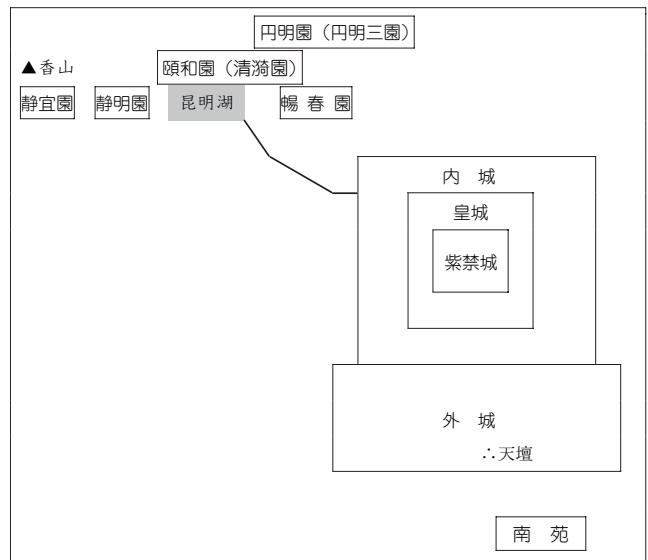 円明園（円明三園）
▲香山
頤和園（清漪園）
静宜園
静明園
昆明湖
暢春園
内 城
皇城
紫禁城
外 城
∴天壇
南 苑